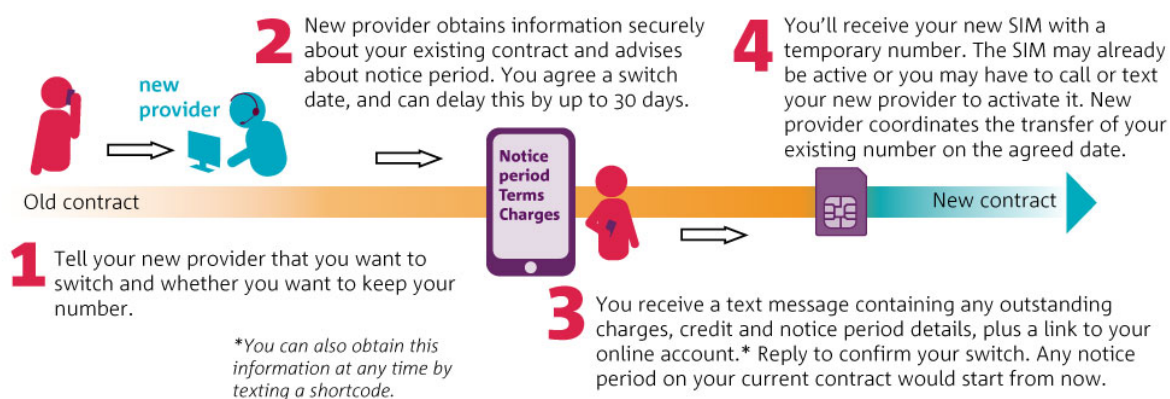 1
Tell your new provider that you want to
switch and whether you want to keep your
number.
2
New provider obtains information securely
about your existing contract and advises
about notice period. You agree a switch
date, and can delay this by up to 30 days.
3
You receive a text message containing any outstanding
charges, credit and notice period details, plus a link to your
online account.* Reply to confirm your switch. Any notice
period on your current contract would start from now.
4
You'll receive your new SIM with a
temporary number. The SIM may already
be active or you may have to call or text
your new provider to activate it. New
provider coordinates the transfer of your
existing number on the agreed date.
new
provider
Notice
period
Terms
Charges
Old contract
New contract
*You can also obtain this
information at any time by
texting a shortcode.